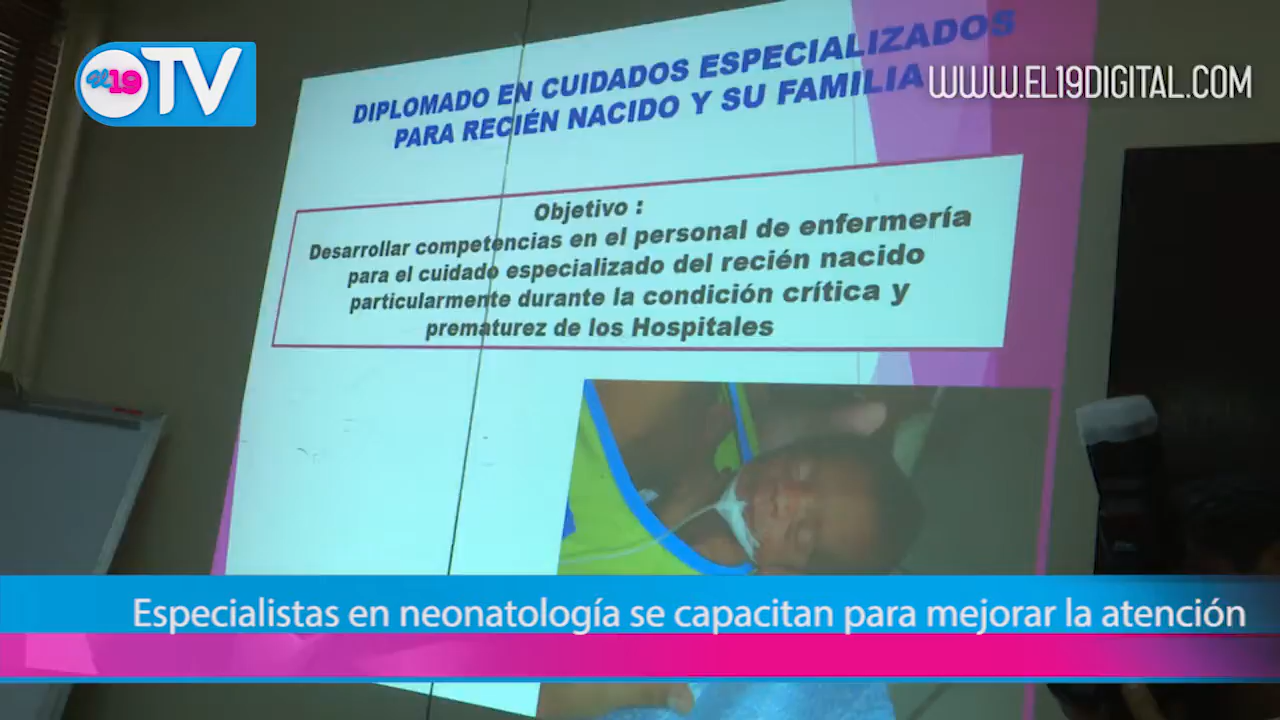 El 19 TV
WWW.EL19DIGITAL.COM
DIPLOMADO EN CUIDADOS ESPECIALIZADOS
PARA RECIÉN NACIDO Y SU FAMILIA
Objetivo :
Desarrollar competencias en el personal de enfermería
para el cuidado especializado del recién nacido
particularmente durante la condición crítica y
prematurez de los Hospitales
Especialistas en neonatología se capacitan para mejorar la atención